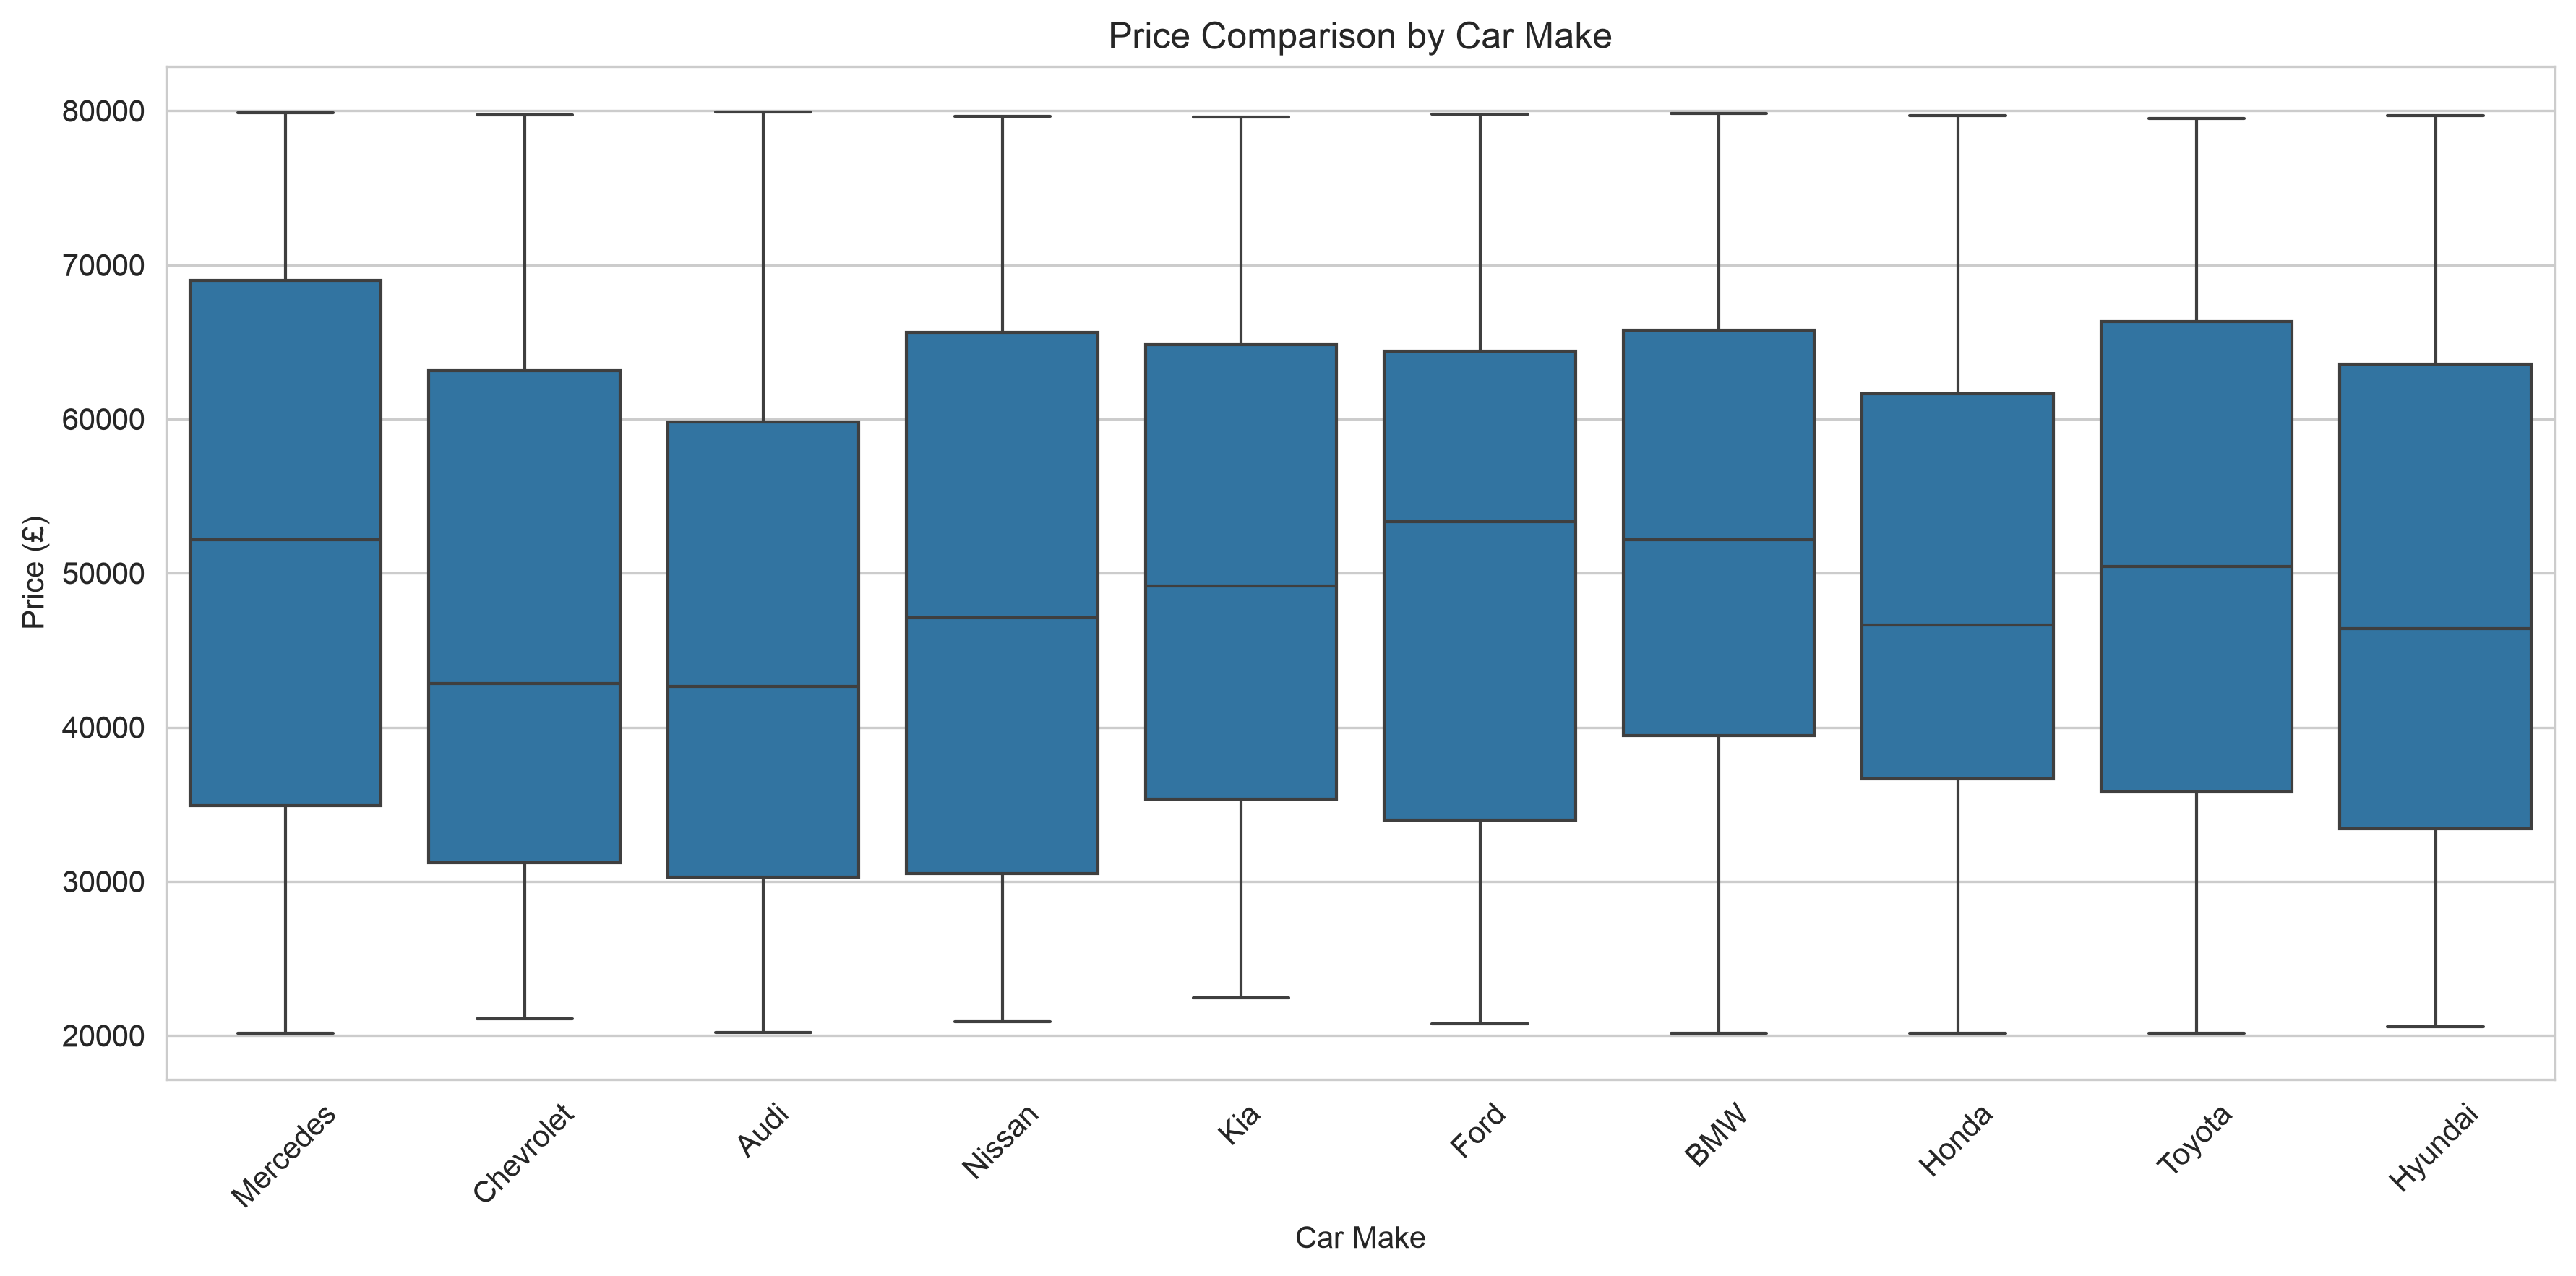 Price Comparison by Car Make
Price (£)
80000
70000
60000
50000
40000
30000
20000
Mercedes
Chevrolet
Audi
Nissan
Kia
Ford
BMW
Honda
Toyota
Hyundai
Car Make